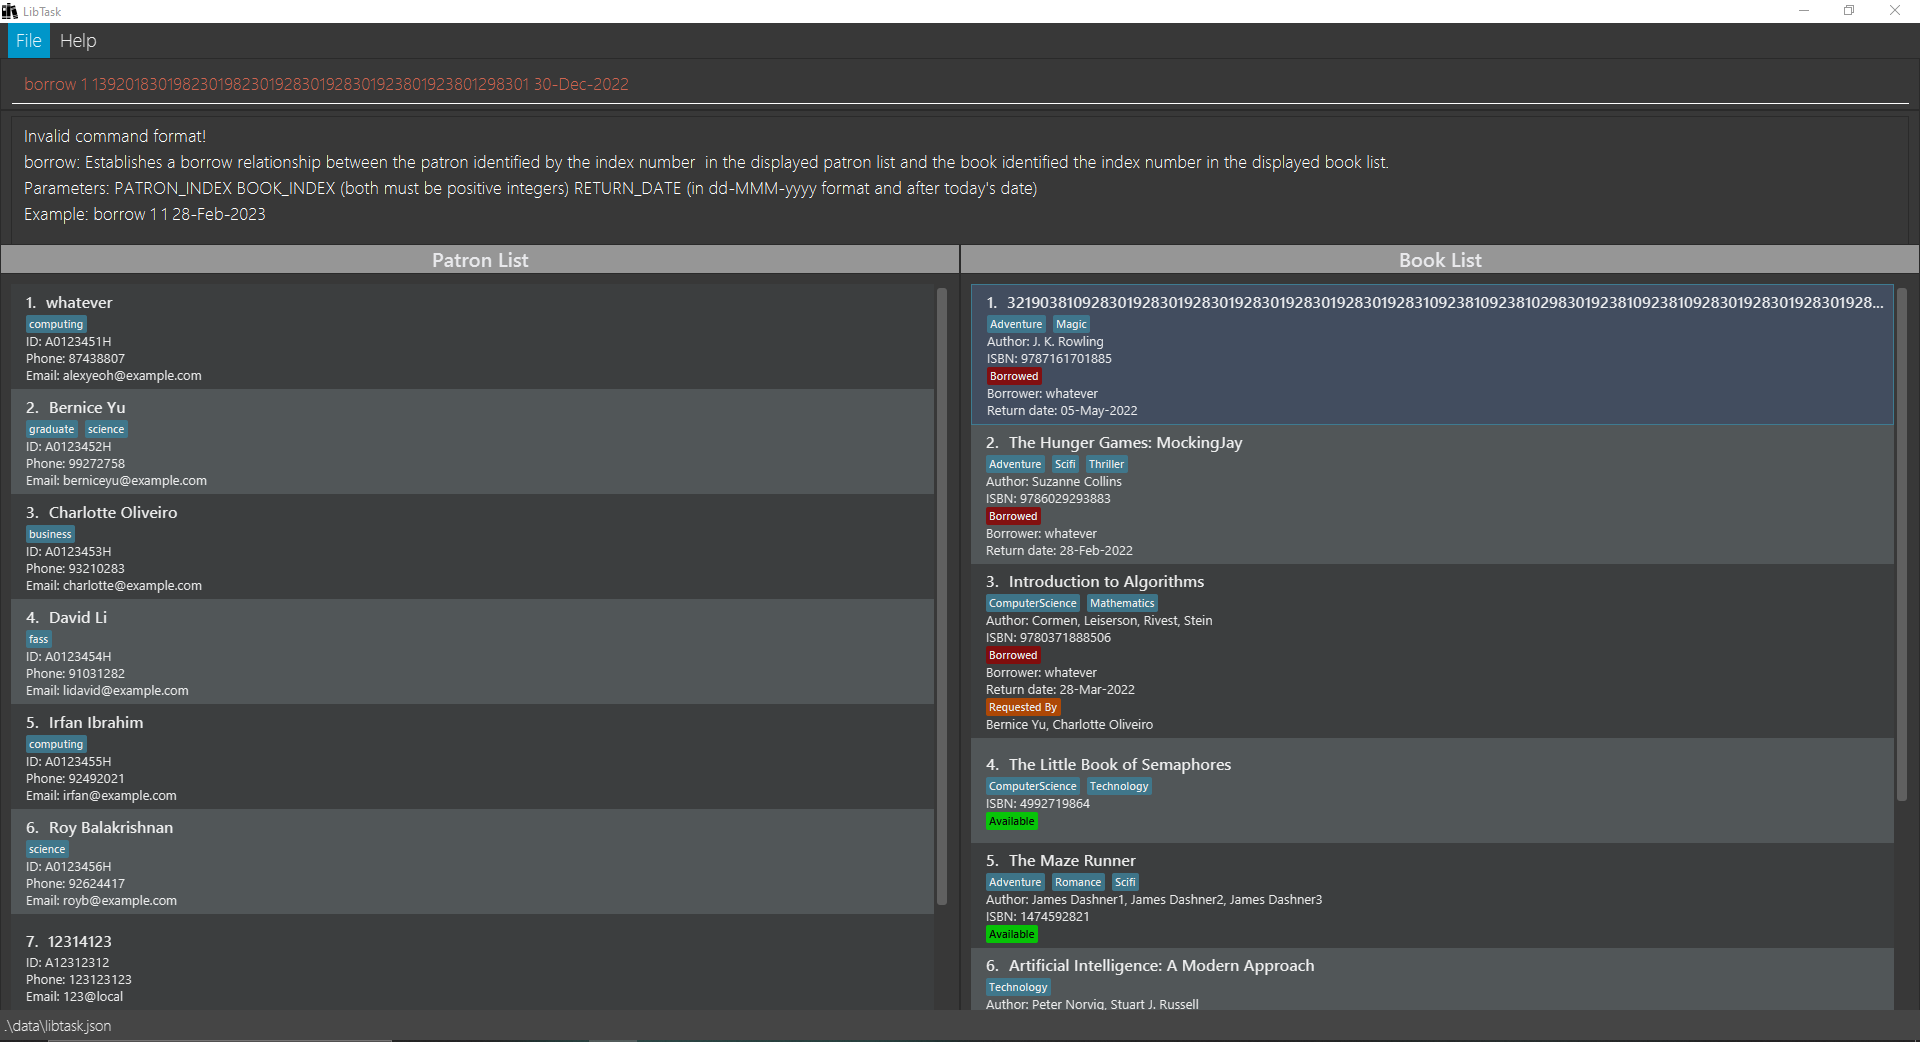 LibTask
File Help
borrow 1 1392018301982301982301928301928301923801923801298301 30-Dec-2022
Invalid command format!
borrow: Establishes a borrow relationship between the patron identified by the index number  in the displayed patron list and the book identified the index number in the displayed book list.
Parameters: PATRON_INDEX BOOK_INDEX (both must be positive integers) RETURN_DATE (in dd-MMM-yyyy format and after today's date)
Example: borrow 1 1 28-Feb-2023
Patron List
1. whatever
computing
ID: A0123451H
Phone: 87438807
Email: alexyeoh@example.com
2. Bernice Yu
graduate science
ID: A0123452H
Phone: 99272758
Email: berniceyu@example.com
3. Charlotte Oliveiro
business
ID: A0123453H
Phone: 93210283
Email: charlotte@example.com
4. David Li
fass
ID: A0123454H
Phone: 91031282
Email: lidavid@example.com
5. Irfan Ibrahim
computing
ID: A0123455H
Phone: 92492021
Email: irfan@example.com
6. Roy Balakrishnan
science
ID: A0123456H
Phone: 92624417
Email: royb@example.com
7. 12314123
ID: A12312312
Phone: 123123123
Email: 123@local
Book List
1. 3219038109283019283019283019283019283019283019283109238109238102983019238109238109283019283019283019​28...
Adventure Magic
Author: J. K. Rowling
ISBN: 9787161701885
Borrowed
Borrower: whatever
Return date: 05-May-2022
2. The Hunger Games: MockingJay
Adventure Scifi Thriller
Author: Suzanne Collins
ISBN: 9786029293883
Borrowed
Borrower: whatever
Return date: 28-Feb-2022
3. Introduction to Algorithms
ComputerScience Mathematics
Author: Cormen, Leiserson, Rivest, Stein
ISBN: 9780371888506
Borrowed
Borrower: whatever
Return date: 28-Mar-2022
Requested By
Bernice Yu, Charlotte Oliveiro
4. The Little Book of Semaphores
ComputerScience Technology
ISBN: 4992719864
Available
5. The Maze Runner
Adventure Romance Scifi
Author: James Dashner1, James Dashner2, James Dashner3
ISBN: 1474592821
Available
6. Artificial Intelligence: A Modern Approach
Technology
Author: Peter Norvig, Stuart J. Russell
.\data\libtask.json